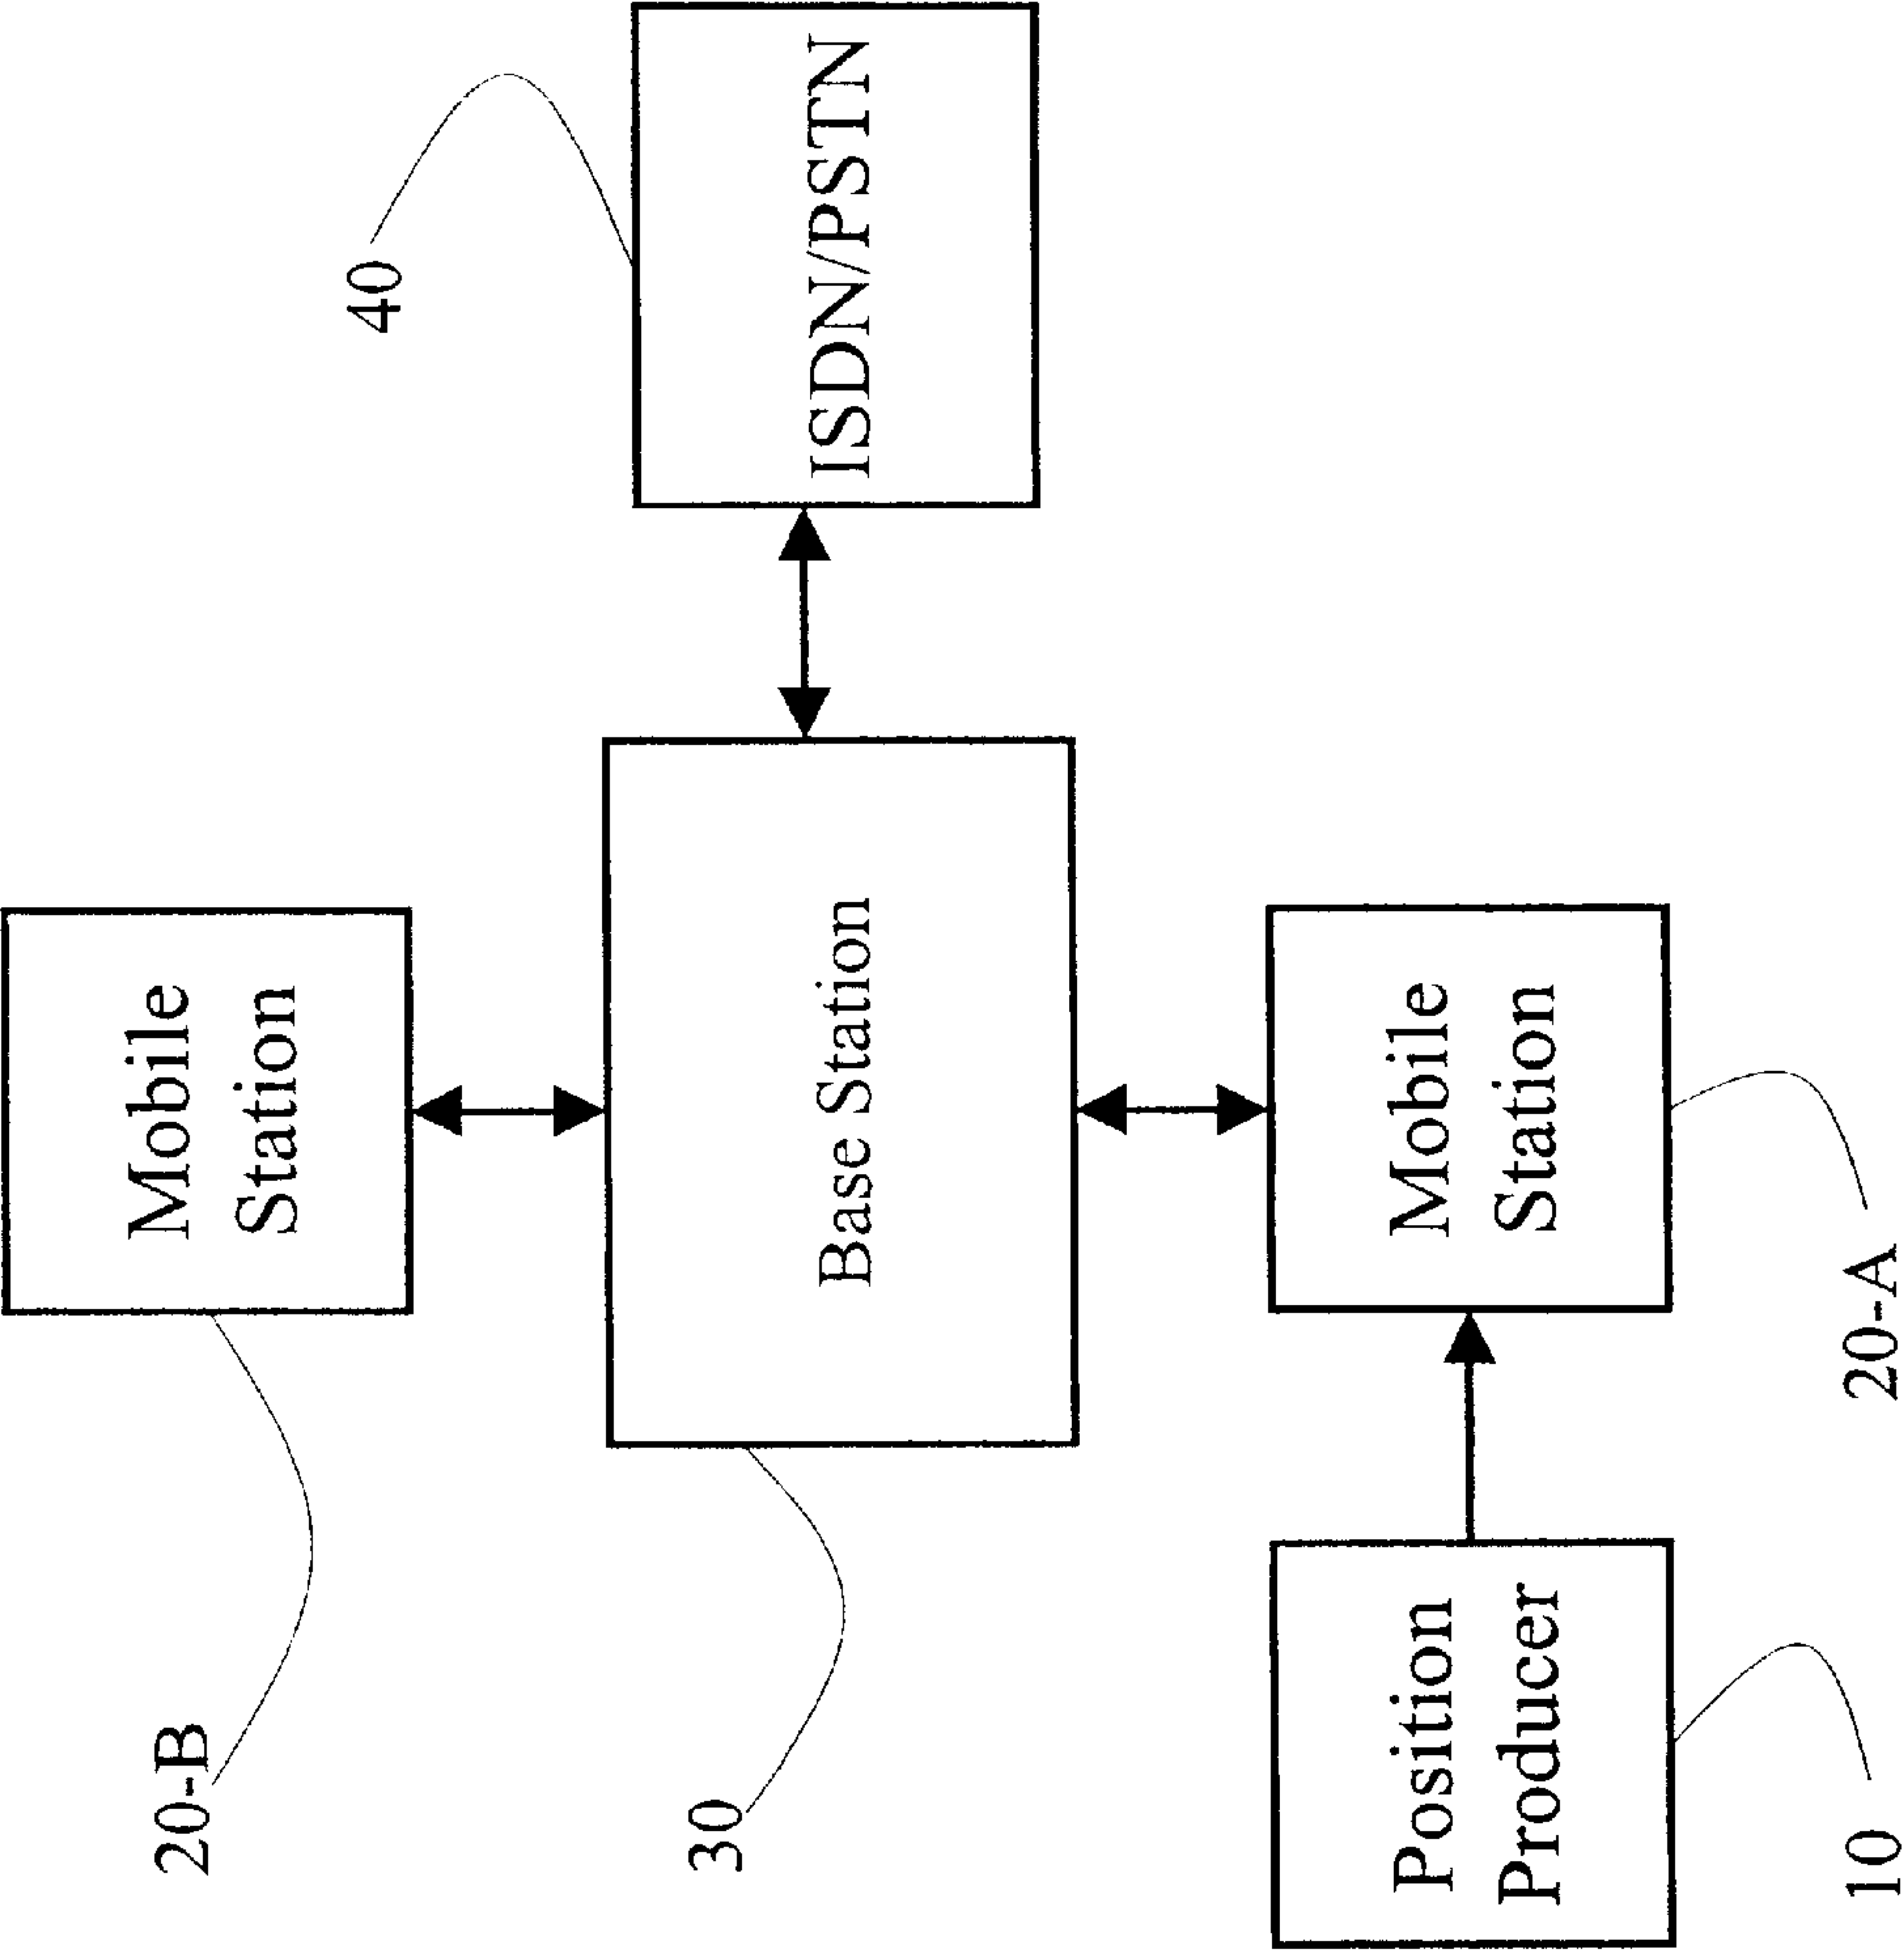 20-B
Mobile
Station
30
Base Station
40
ISDN/PSTN
10
Position
Producer
20-A
Mobile
Station